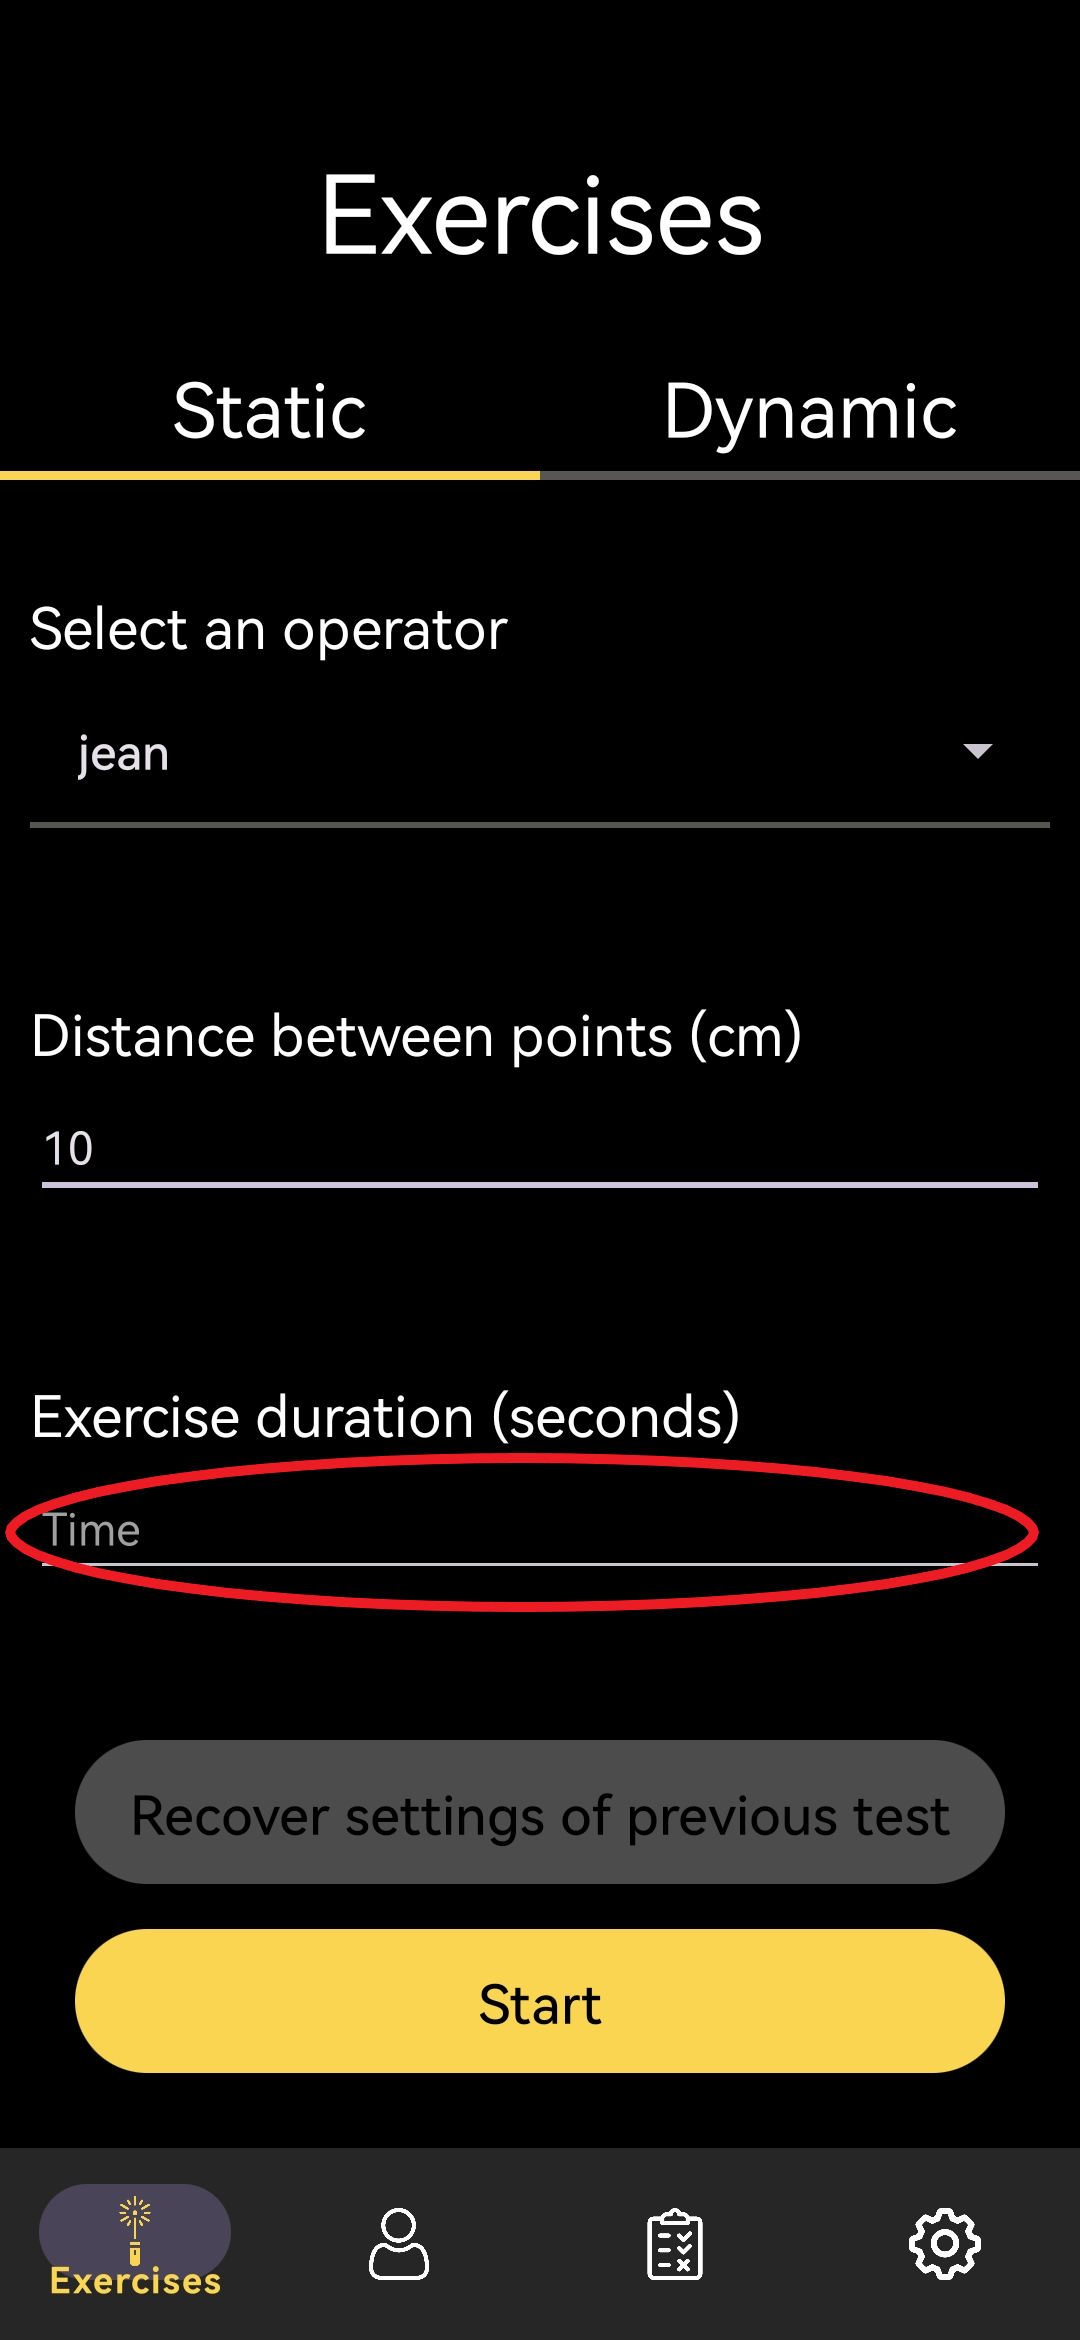 Exercises
Static
Dynamic
Select an operator
jean
Distance between points (cm)
10
Exercise duration (seconds)
Time
Recover settings of previous test
Start
Exercises